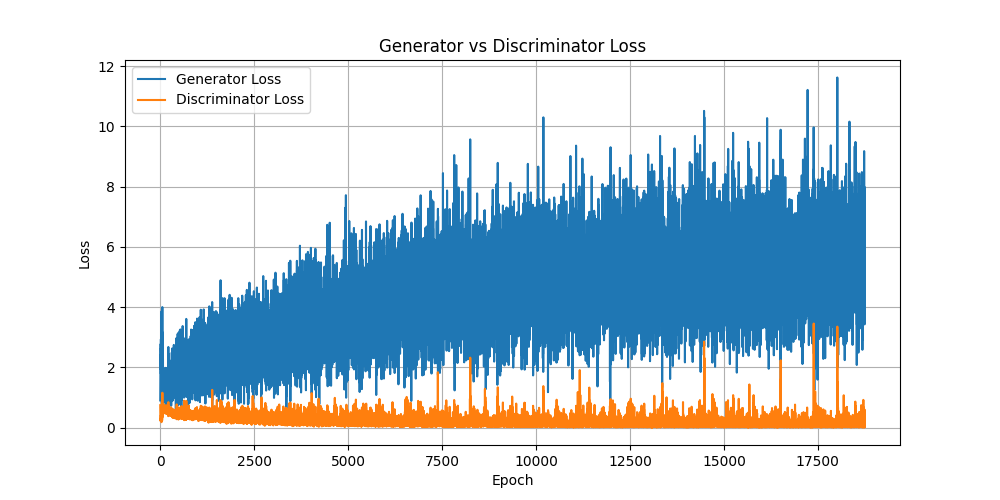 Generator vs Discriminator Loss
Generator Loss
Discriminator Loss
Loss
12
10
8
6
4
2
0
0 2500 5000 7500 10000 12500 15000 17500
Epoch